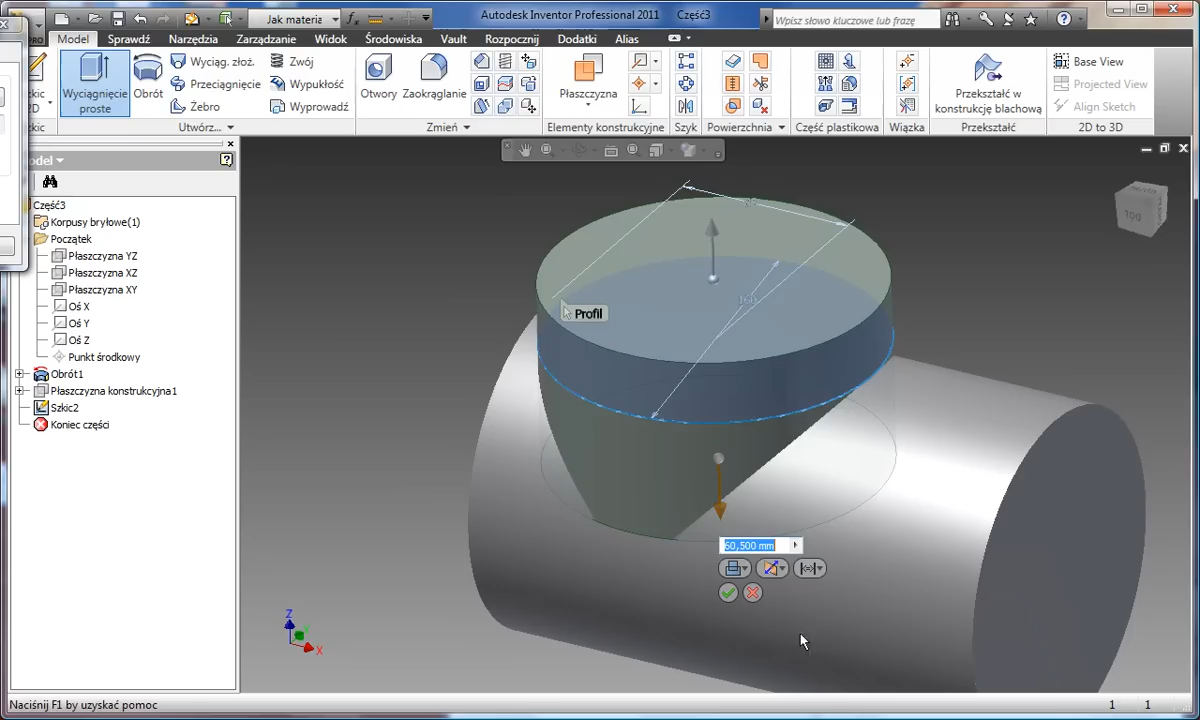 Jak materia
Autodesk Inventor Professional 2011 Część3
Wpisz słowo kluczowe lub frazę
PRO
Model Sprawdź Narzędzia Zarządzanie Widok Środowiska Vault Rozpocznij Dodatki Alias
Wyciągnięcie proste
Obrót
Wyciąg. złoż.
Przeciągnięcie
Żebro
Zwój
Wypukłość
Wyprowadź
Otwory
Zaokrąglanie
Płaszczyzna
Przekształć w konstrukcję blachową
Base View
Projected View
Align Sketch
2D
Utwórz...
Zmień
Elementy konstrukcyjne
Szyk
Powierzchnia
Część plastikowa
Wiązka
Przekształć
2D to 3D
odel
Część3
Korpusy bryłowe(1)
Początek
Płaszczyzna YZ
Płaszczyzna XZ
Płaszczyzna XY
Oś X
Oś Y
Oś Z
Punkt środkowy
Obrót1
Płaszczyzna konstrukcyjna1
Szkic2
Koniec części
160
Profil
50,500 mm
Z
X
Naciśnij F1 by uzyskać pomoc
1 1